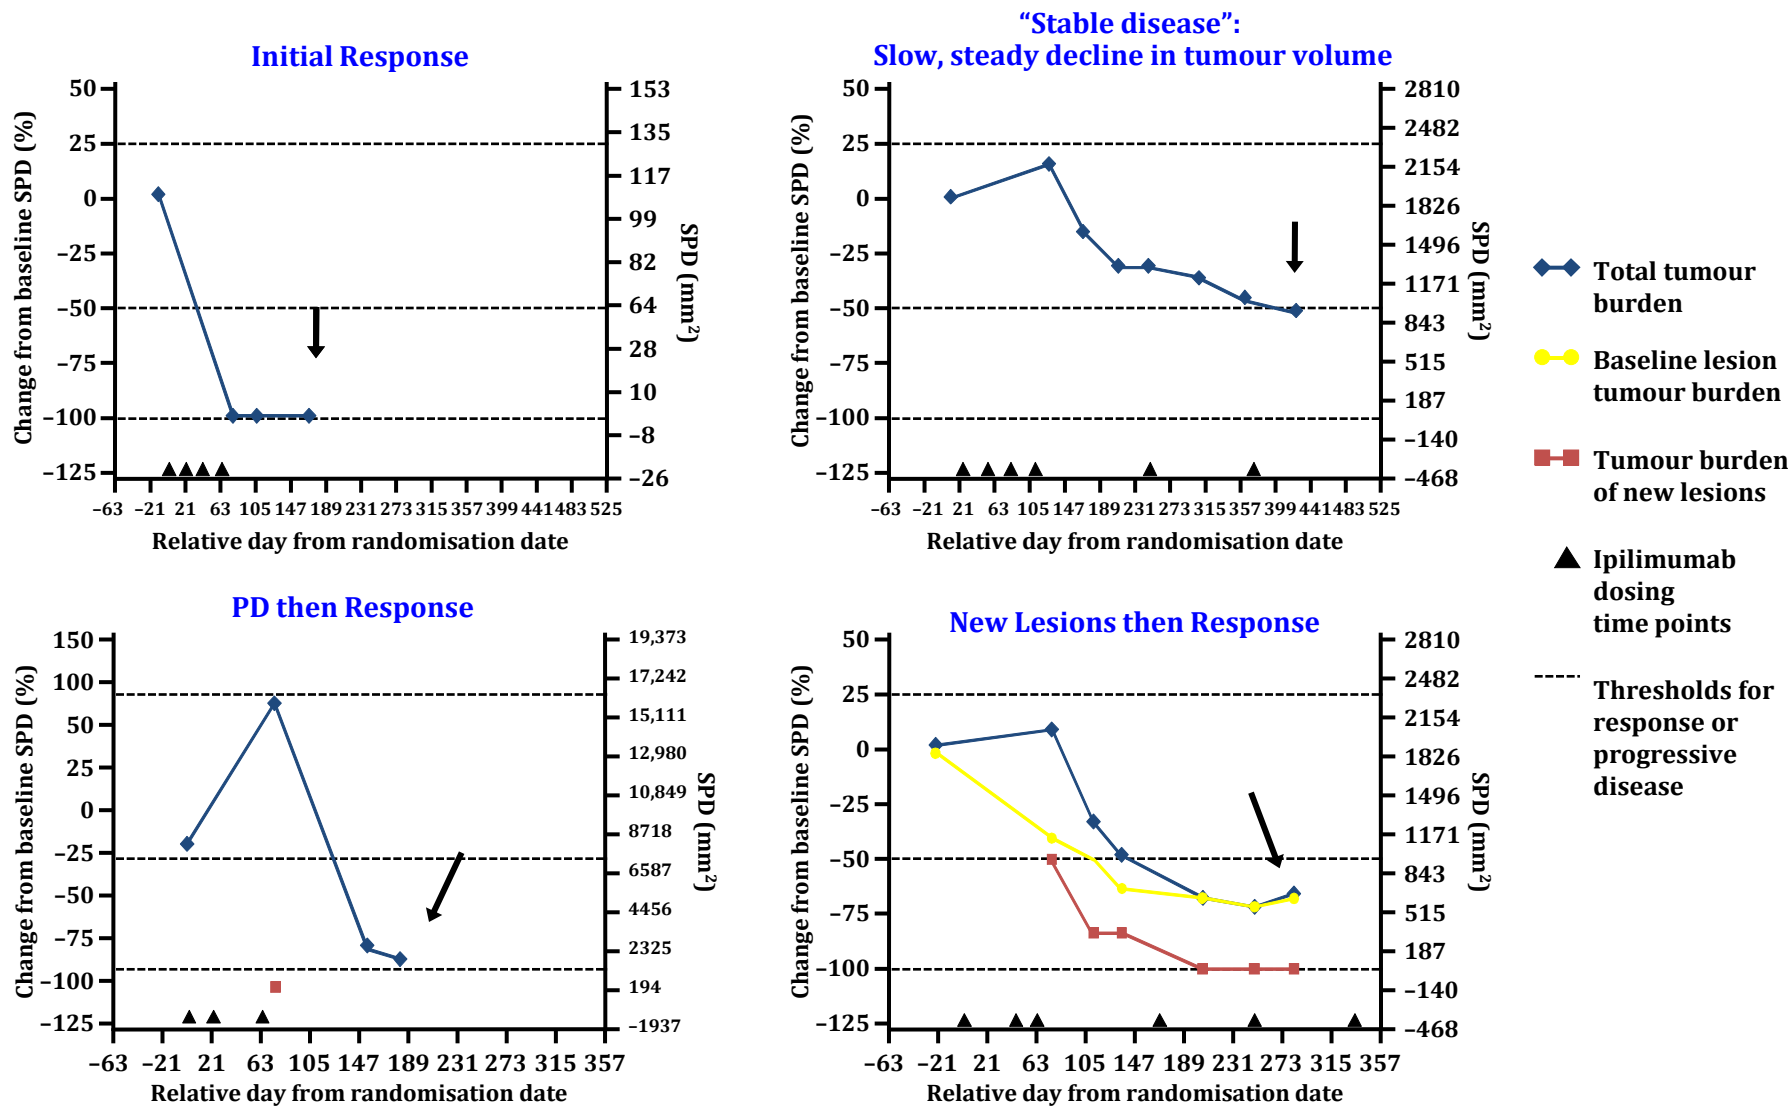 Initial Response
50
25
0
–25
–50
–75
–100
–125
Change from baseline SPD (%)
153
135
117
99
82
64
28
10
–8
–26
SPD (mm²)
–63 –21 21 63 105 147 189 231 273 315 357 399 441 483 525
Relative day from randomisation date
“Stable disease”:
Slow, steady decline in tumour volume
50
25
0
–25
–50
–75
–100
–125
Change from baseline SPD (%)
2810
2482
2154
1826
1496
1171
843
515
187
–140
–468
SPD (mm²)
–63 –21 21 63 105 147 189 231 273 315 357 399 441 483 525
Relative day from randomisation date
PD then Response
150
100
50
25
0
–25
–50
–75
–100
–125
Change from baseline SPD (%)
19,373
17,242
15,111
12,980
10,849
8718
6587
4456
2325
194
–1937
SPD (mm²)
–63 –21 21 63 105 147 189 231 273 315 357
Relative day from randomisation date
New Lesions then Response
50
25
0
–25
–50
–75
–100
–125
Change from baseline SPD (%)
2810
2482
2154
1826
1496
1171
843
515
187
–140
–468
SPD (mm²)
–63 –21 21 63 105 147 189 231 273 315 357
Relative day from randomisation date
Total tumour
burden
Baseline lesion
tumour burden
Tumour burden
of new lesions
Ipilimumab
dosing
time points
Thresholds for
response or
progressive
disease